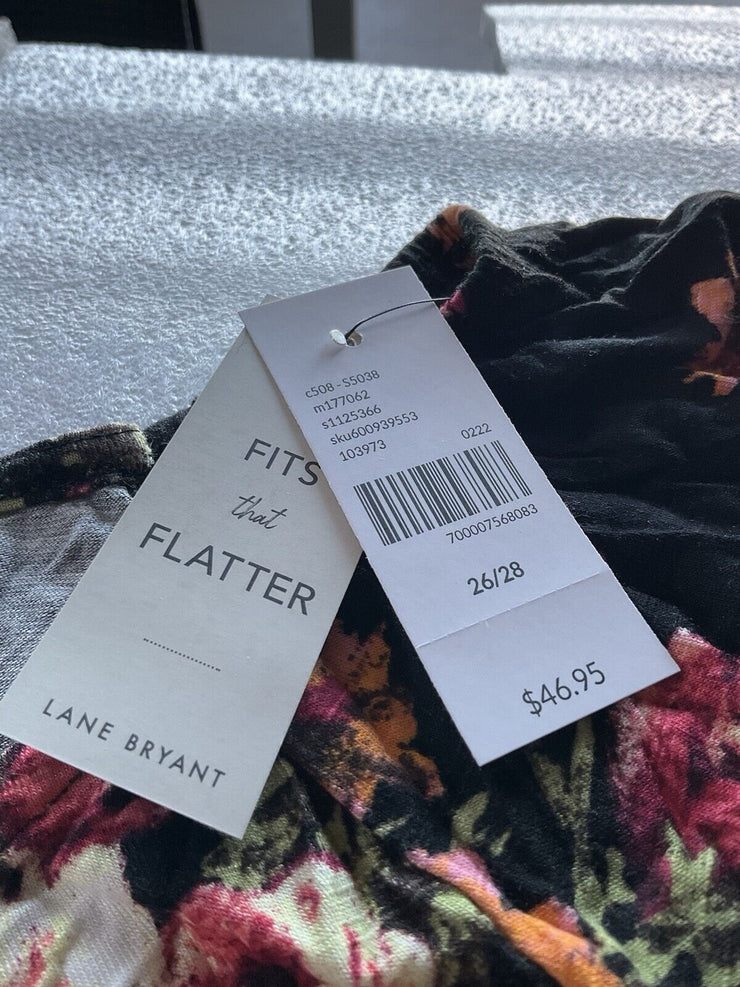 FITS
that
FLATTER
LANE BRYANT
c508 - S5038
m177062
s1125366
sku600939553
103973
0222
700007568083
26/28
$46.95